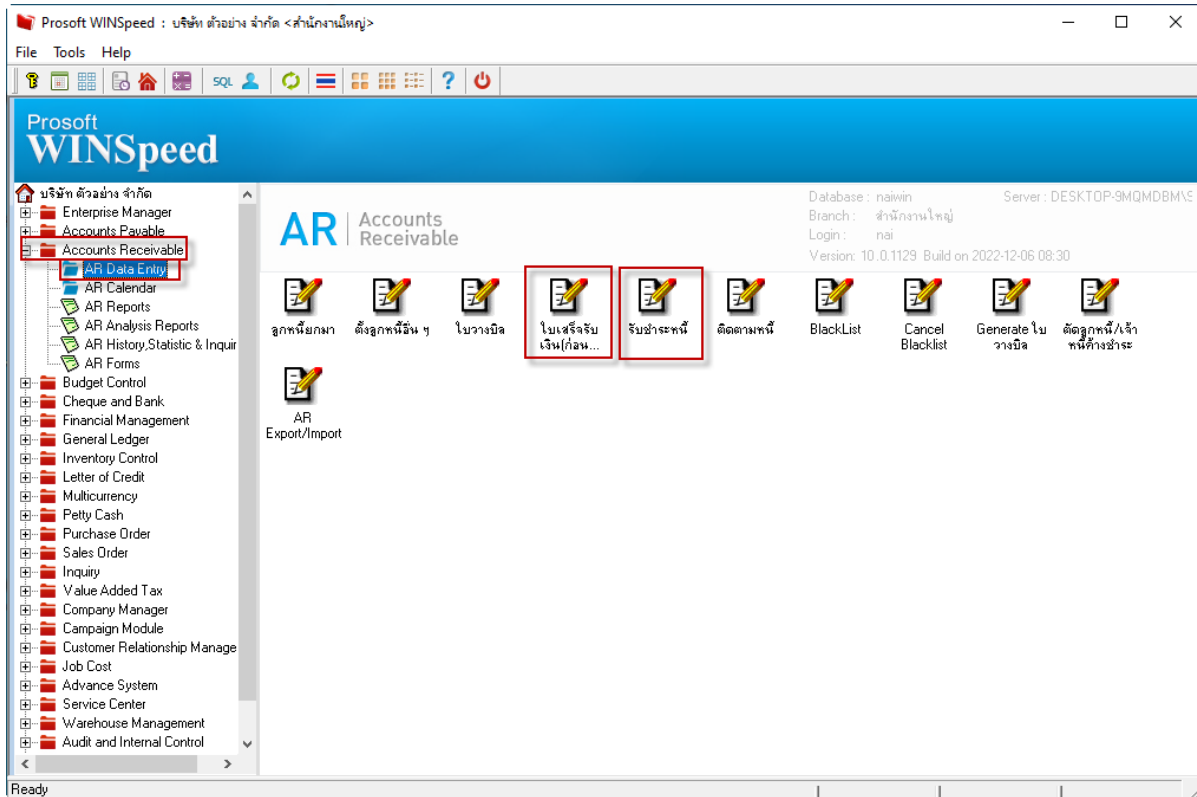 Prosoft WINSpeed : บริษัท ตัวอย่าง จำกัด <สำนักงานใหญ่>
File Tools Help
SQL
Prosoft
WINSpeed
บริษัท ตัวอย่าง จำกัด
Enterprise Manager
Accounts Payable
Accounts Receivable
AR Data Entry
AR Calendar
AR Reports
AR Analysis Reports
AR History,Statistic & Inquir
AR Forms
Budget Control
Cheque and Bank
Financial Management
General Ledger
Inventory Control
Letter of Credit
Multicurrency
Petty Cash
Purchase Order
Sales Order
Inquiry
Value Added Tax
Company Manager
Campaign Module
Customer Relationship Manage
Job Cost
Advance System
Service Center
Warehouse Management
Audit and Internal Control
AR Accounts
Receivable
Database : naiwin Server : DESKTOP-9MQMDBM\S
Branch : สำนักงานใหญ่
Login : nai
Version: 10.0.1129 Build on 2022-12-06 08:30
ลูกหนี้ยกมา
ตั้งลูกหนี้อื่น ๆ
ใบวางบิล
ใบเสร็จรับ
เงิน(ก่อน...
รับชำระหนี้
ติดตามหนี้
BlackList
Cancel
Blacklist
Generate ใบ
วางบิล
ตัดลูกหนี้/เจ้า
หนี้ค้างชำระ
AR
Export/Import
Ready